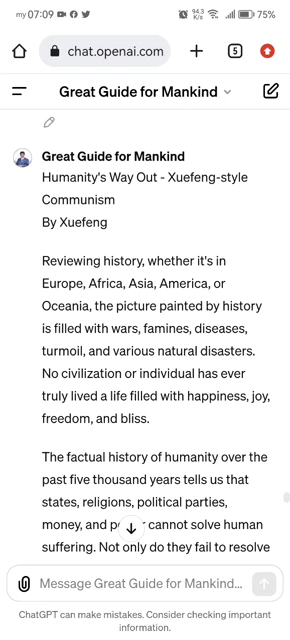 my 07:09 94.3 K/s 75%
chat.openai.com 5
Great Guide for Mankind
Great Guide for Mankind
Humanity's Way Out - Xuefeng-style
Communism
By Xuefeng
Reviewing history, whether it's in
Europe, Africa, Asia, America, or
Oceania, the picture painted by history
is filled with wars, famines, diseases,
turmoil, and various natural disasters.
No civilization or individual has ever
truly lived a life filled with happiness, joy,
freedom, and bliss.
The factual history of humanity over the
past five thousand years tells us that
states, religions, political parties,
money, and cannot solve human
suffering. Not only do they fail to resolve
Message Great Guide for Mankind...
ChatGPT can make mistakes. Consider checking important
information.